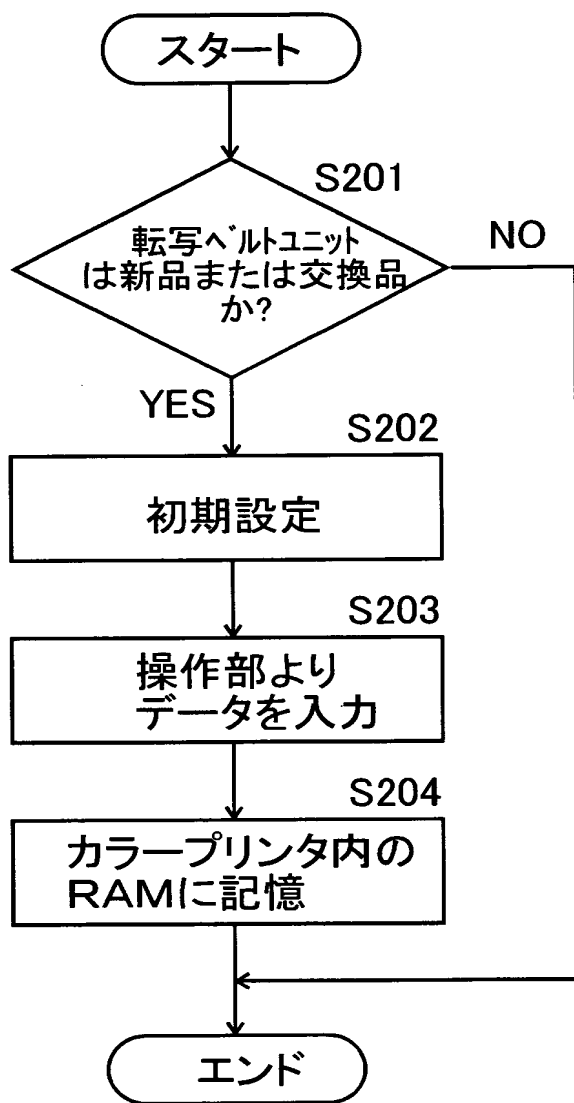 スタート
S201
転写ベルトユニット
は新品または交換品
か?
NO
YES
S202
初期設定
S203
操作部より
データを入力
S204
カラープリンタ内の
RAMに記憶
エンド